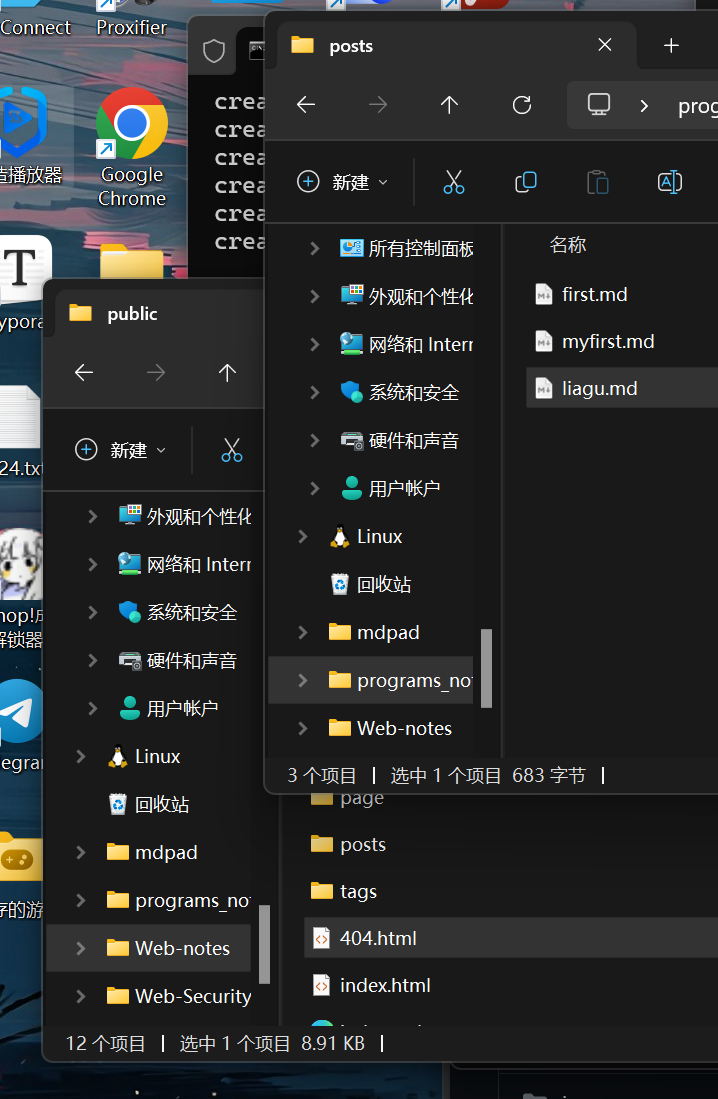 Connect
Proxifier
造播放器
Google
Chrome
ypora
24.txt
hop!成
解锁器
egram
存的游
crea
crea
crea
crea
crea
crea
posts
prog
新建
所有控制面板
外观和个性化
网络和 Intern
系统和安全
硬件和声音
用户帐户
Linux
回收站
mdpad
programs_not
Web-notes
名称
first.md
myfirst.md
liagu.md
3 个项目
选中 1 个项目 683 字节
public
新建
外观和个性化
网络和 Intern
系统和安全
硬件和声音
用户帐户
Linux
回收站
mdpad
programs_not
Web-notes
Web-Security
page
posts
tags
404.html
index.html
12 个项目
选中 1 个项目 8.91 KB